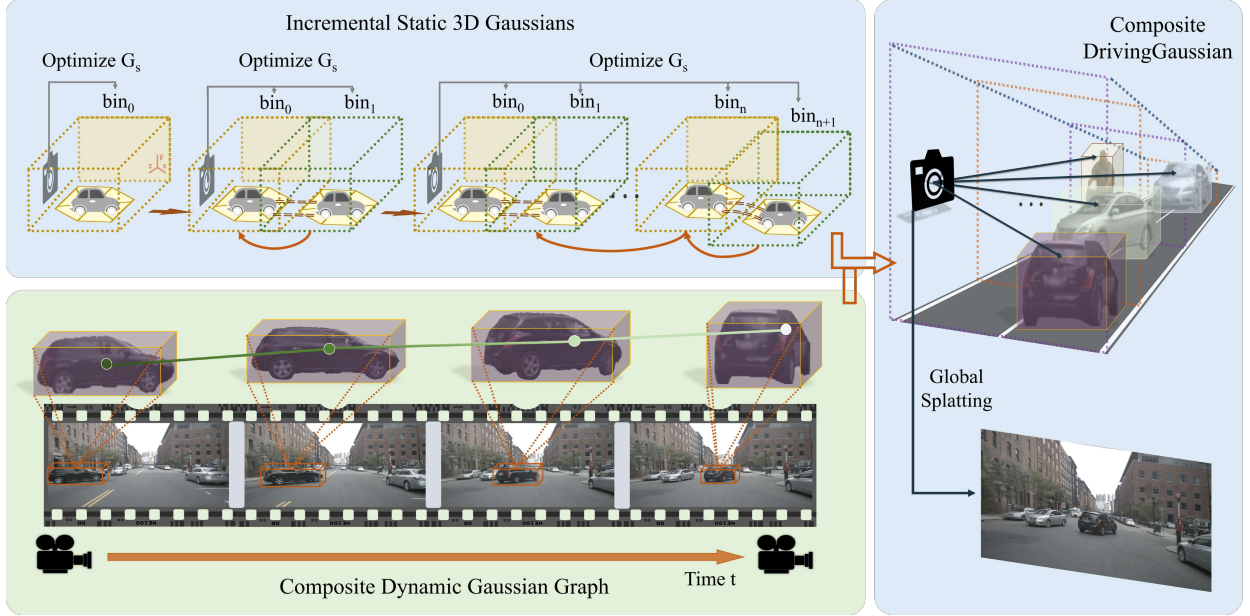 Incremental Static 3D Gaussians
Optimize Gₛ
bin₀
Optimize Gₛ
bin₀
bin₁
Optimize Gₛ
bin₀
bin₁
binₙ
binₙ₊₁
z
y
x
Composite
DrivingGaussian
Global
Splatting
ME100
Time t
Composite Dynamic Gaussian Graph